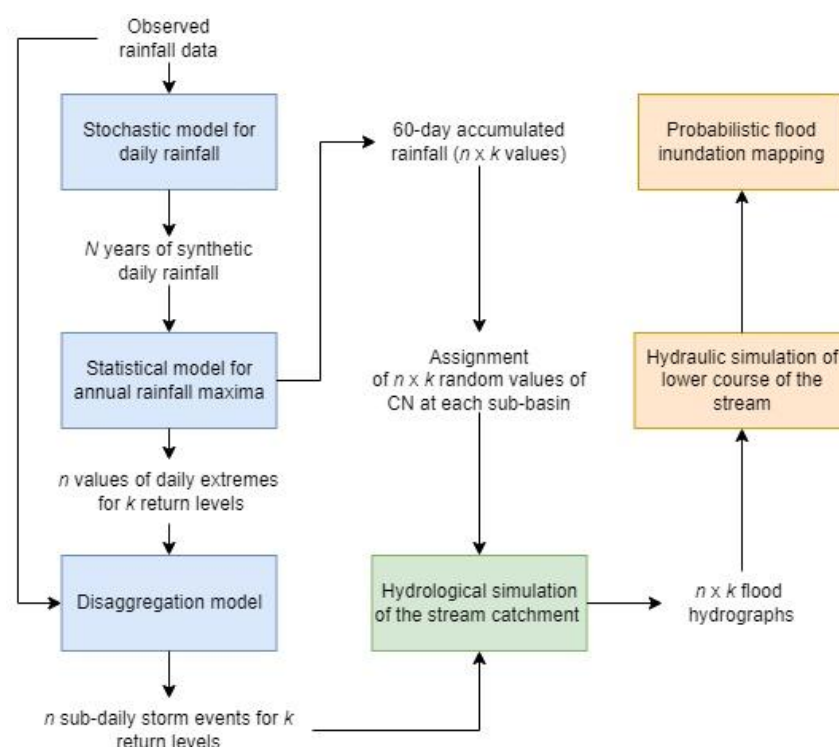 Observed
rainfall data
Stochastic model for
daily rainfall
N years of synthetic
daily rainfall
Statistical model for
annual rainfall maxima
n values of daily extremes
for k return levels
Disaggregation model
n sub-daily storm events for k
return levels
60-day accumulated
rainfall (n x k values)
Assignment
of n x k random values of
CN at each sub-basin
Hydrological simulation
of the stream catchment
n x k flood
hydrographs
Hydraulic simulation of
lower course of the
stream
Probabilistic flood
inundation mapping